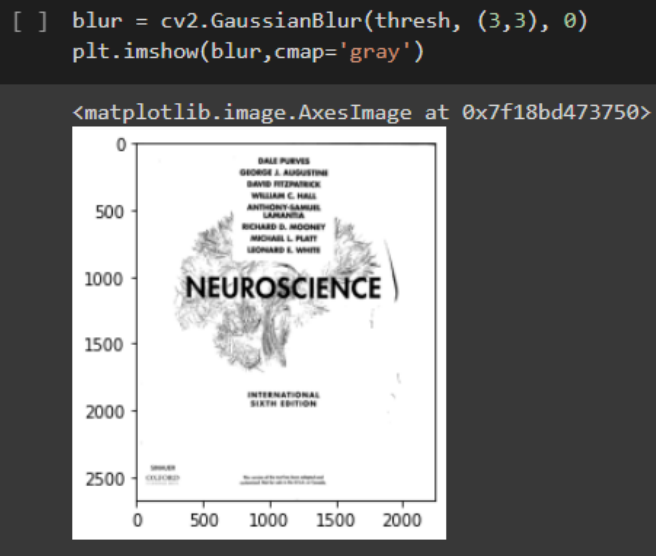 [ ] blur = cv2.GaussianBlur(thresh, (3,3), 0)
plt.imshow(blur,cmap='gray')
<matplotlib.image.AxesImage at 0x7f18bd473750>
0
DALE PURVES
GEORGE J. AUGUSTINE
DAVID FITZPATRICK
WILLIAM C. HALL
ANTHONY-SAMUEL
LAMANTIA
500
RICHARD D. MOONEY
MICHAEL L. PLATT
LEONARD E. WHITE
1000
NEUROSCIENCE
1500
INTERNATIONAL
SIXTH EDITION
2000
SINAUER
OXFORD
2500
0 500 1000 1500 2000